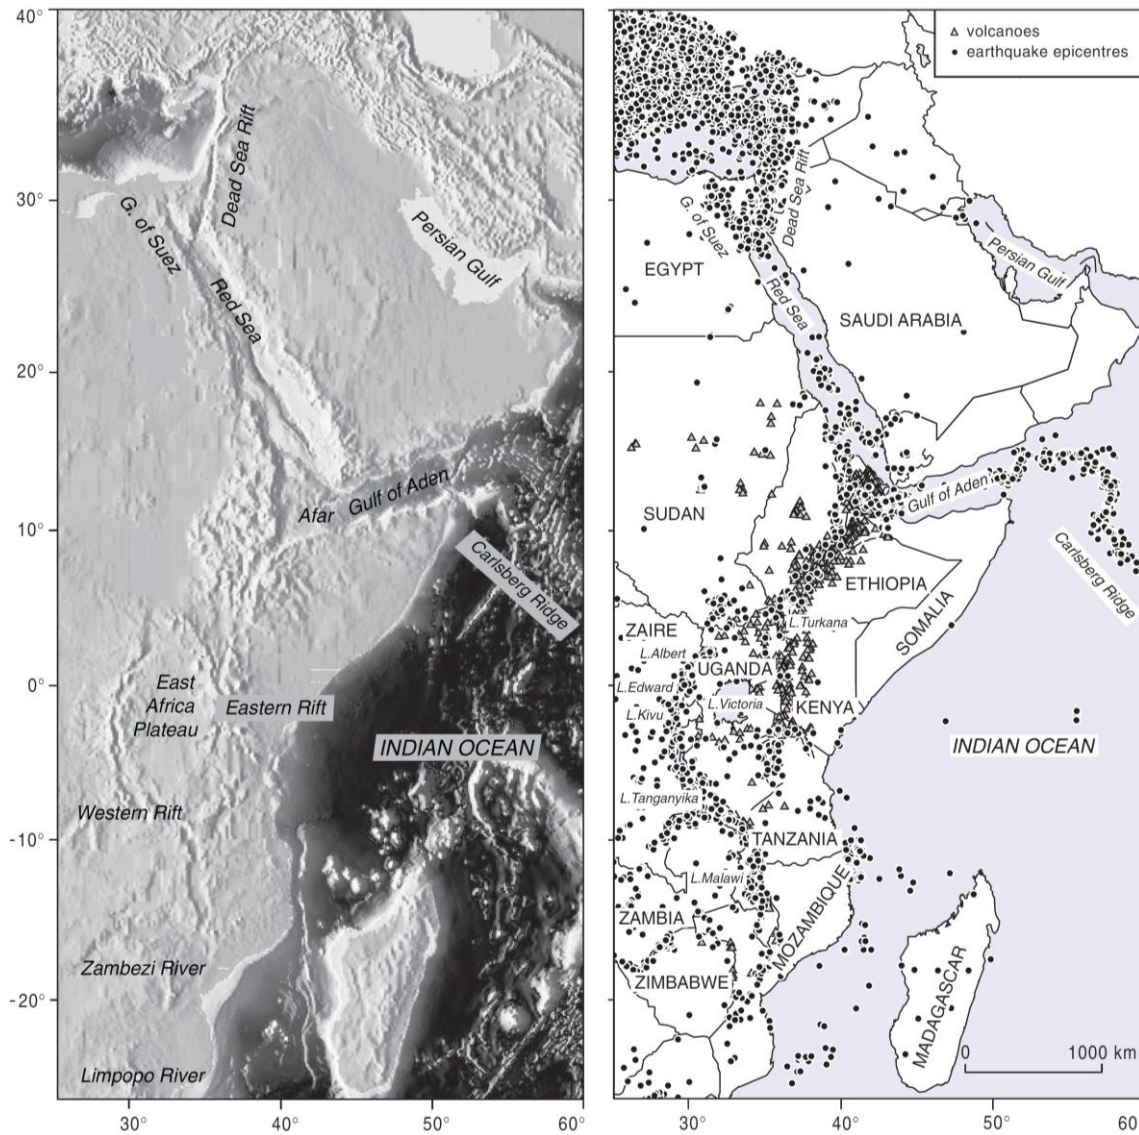 40°
30°
20°
10°
0°
-10°
-20°
30°
40°
50°
60°
Dead Sea Rift
G. of Suez
Red Sea
Persian Gulf
Afar
Gulf of Aden
Carlsberg Ridge
East
Africa
Plateau
Eastern Rift
INDIAN OCEAN
Western Rift
Zambezi River
Limpopo River
volcanoes
earthquake epicentres
Dead Sea Rift
G. of Suez
Persian Gulf
EGYPT
Red Sea
SAUDI ARABIA
SUDAN
Gulf of Aden
Carlsberg Ridge
ETHIOPIA
SOMALIA
L.Turkana
ZAIRE
L.Albert
UGANDA
L.Edward
L.Victoria
KENYA
L.Kivu
INDIAN OCEAN
L.Tanganyika
TANZANIA
L.Malawi
MOZAMBIQUE
ZAMBIA
ZIMBABWE
MADAGASCAR
0
1000 km
30°
40°
50°
60°